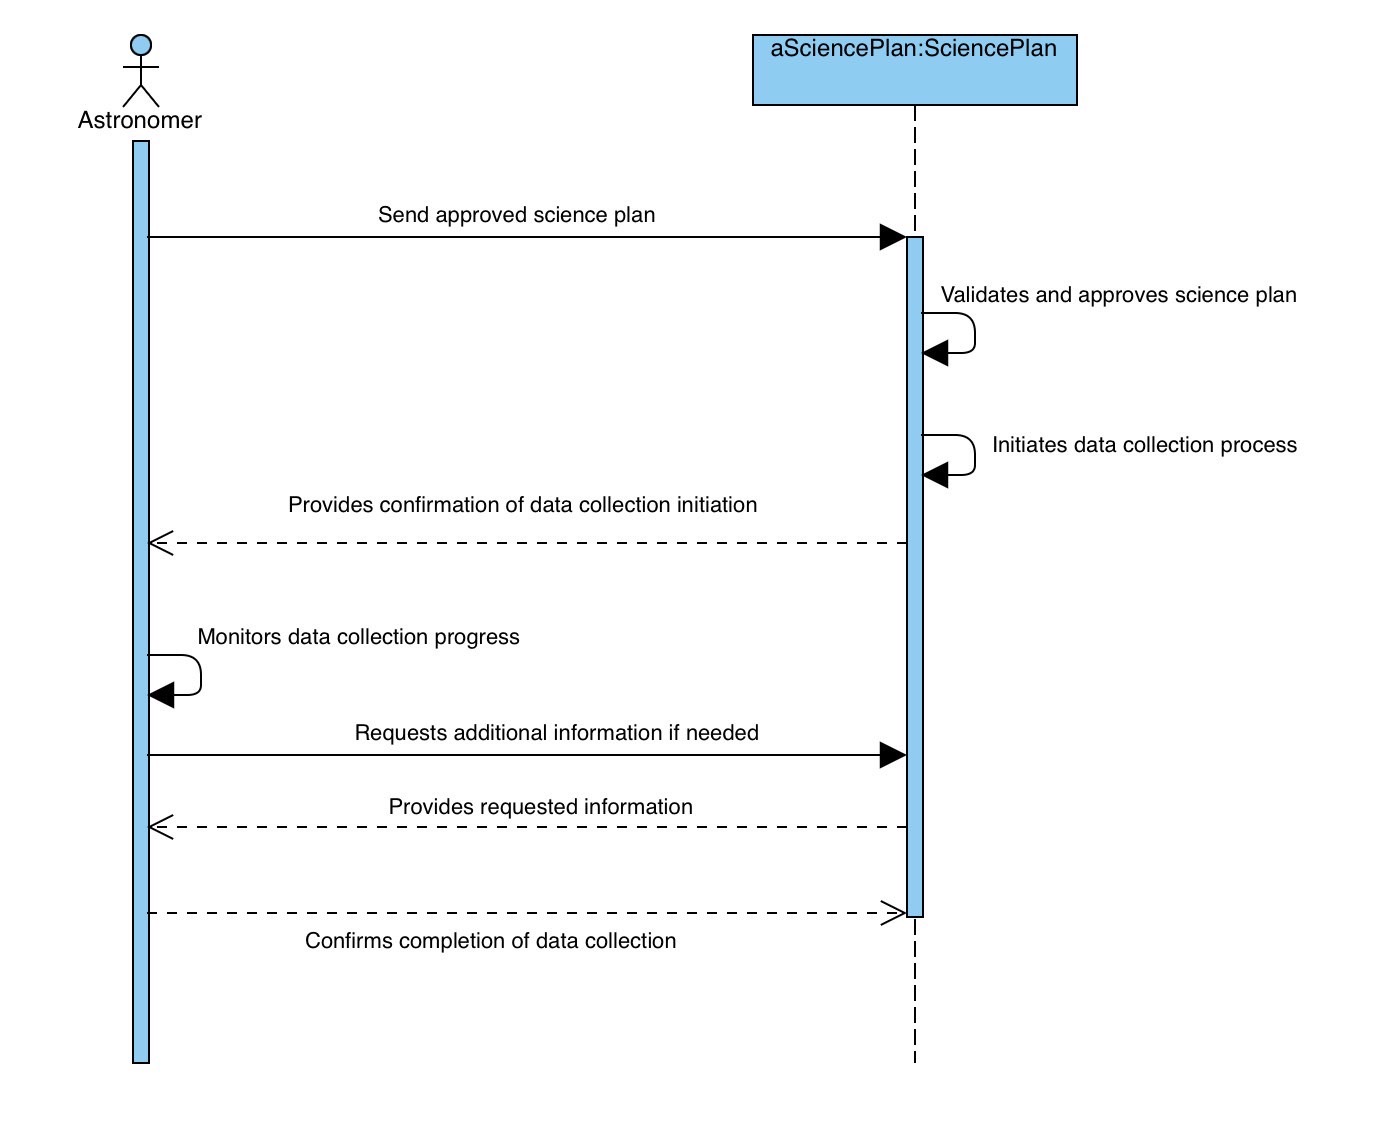 Astronomer
aSciencePlan:SciencePlan
Send approved science plan
Validates and approves science plan
Initiates data collection process
Provides confirmation of data collection initiation
Monitors data collection progress
Requests additional information if needed
Provides requested information
Confirms completion of data collection